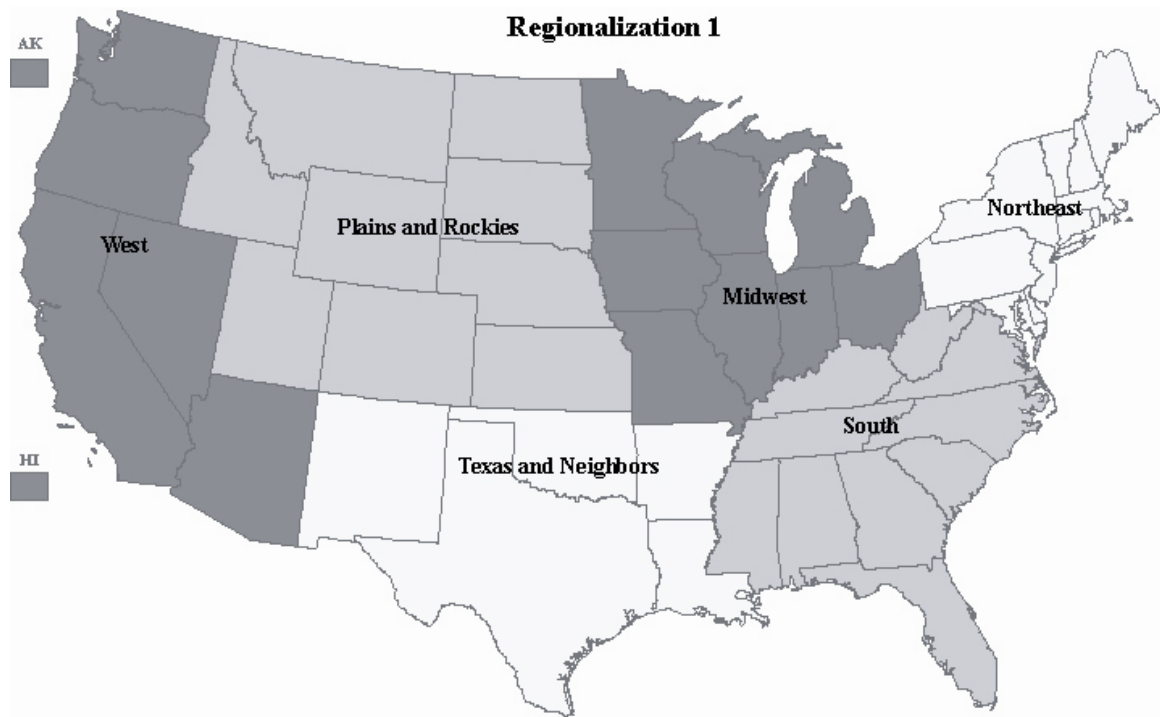 Regionalization 1
AK
Northeast
Plains and Rockies
West
Midwest
South
Texas and Neighbors
HI